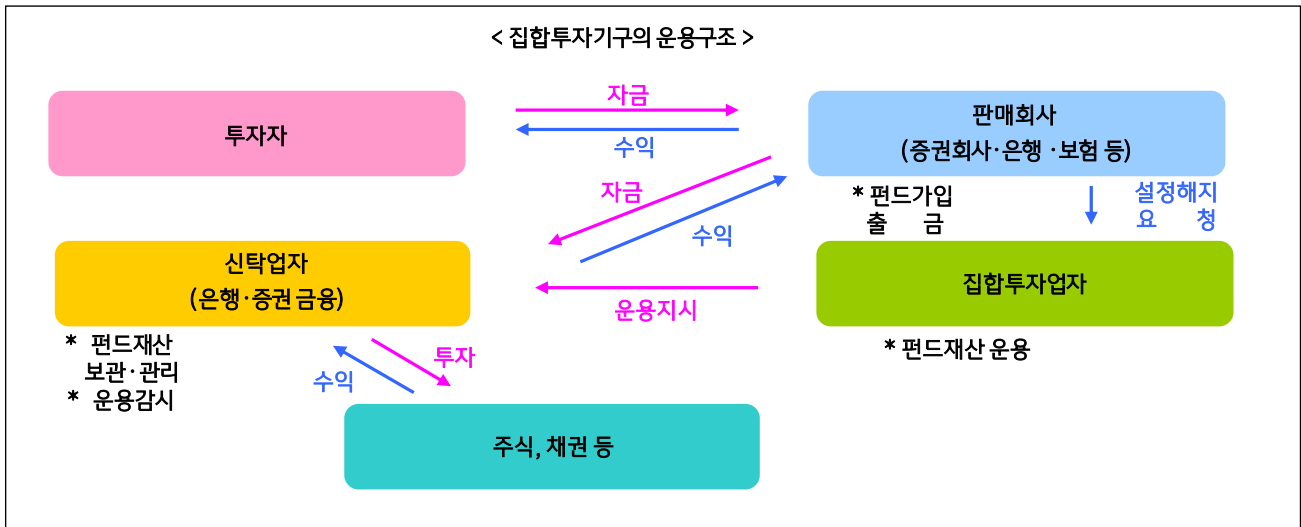 < 집합투자기구의 운용구조 >
투자자
자금
수익
판매회사
(증권회사·은행 ·보험 등)
자금
수익
* 펀드가입
출 금
설정해지
요 청
신탁업자
(은행·증권 금융)
운용지시
집합투자업자
* 펀드재산
보관·관리
* 운용감시
* 펀드재산 운용
투자
수익
주식, 채권 등